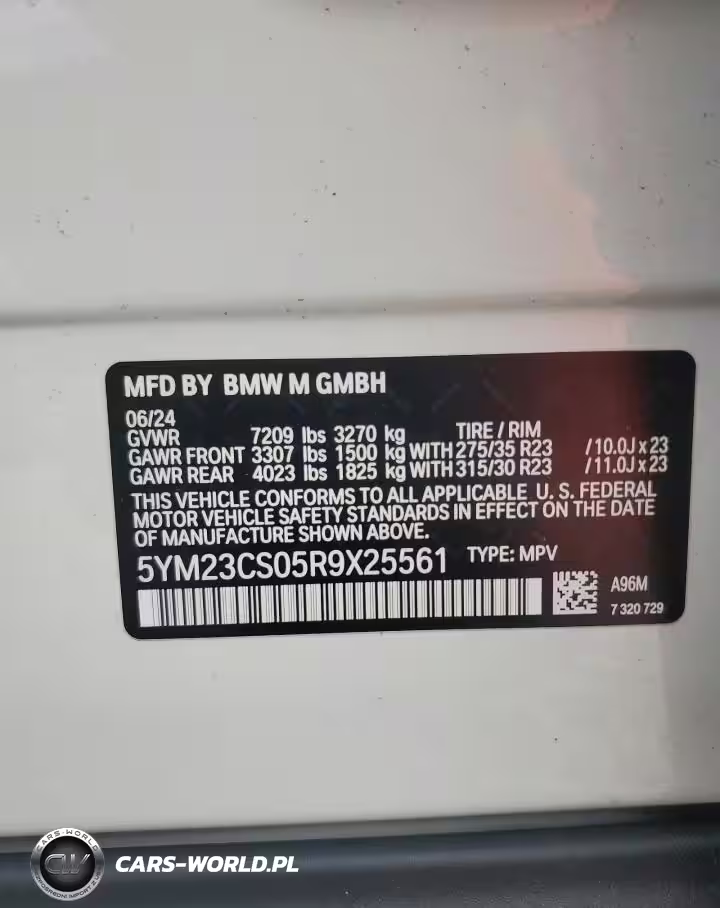 MFD BY BMW M GMBH
06/24
GVWR 7209 lbs 3270 kg TIRE / RIM
GAWR FRONT 3307 lbs 1500 kg WITH 275/35 R23 /10.0J x 23
GAWR REAR 4023 lbs 1825 kg WITH 315/30 R23 /11.0J x 23
THIS VEHICLE CONFORMS TO ALL APPLICABLE U. S. FEDERAL
MOTOR VEHICLE SAFETY STANDARDS IN EFFECT ON THE DATE
OF MANUFACTURE SHOWN ABOVE.
5YM23CS05R9X25561 TYPE: MPV
A96M
7 320 729
CARS-WORLD
CW
CARS-WORLD.PL